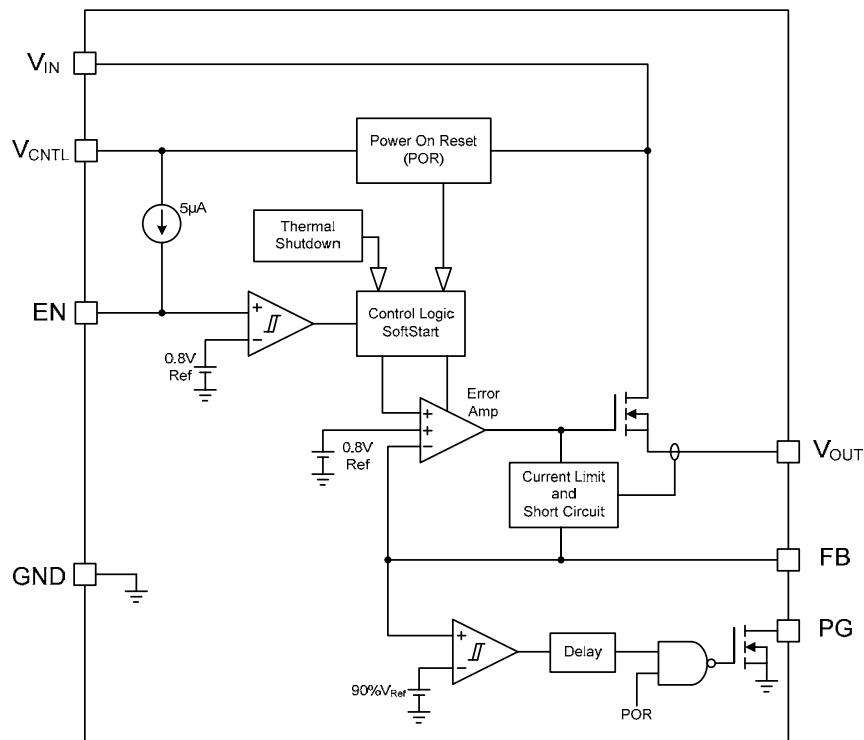 VIN
VCNTL
Power On Reset
(POR)
5µA
Thermal
Shutdown
EN
+
−
Control Logic
SoftStart
0.8V
Ref
Error
Amp
+
+
−
0.8V
Ref
VOUT
Current Limit
and
Short Circuit
GND
FB
PG
+
−
Delay
90%VRef
POR